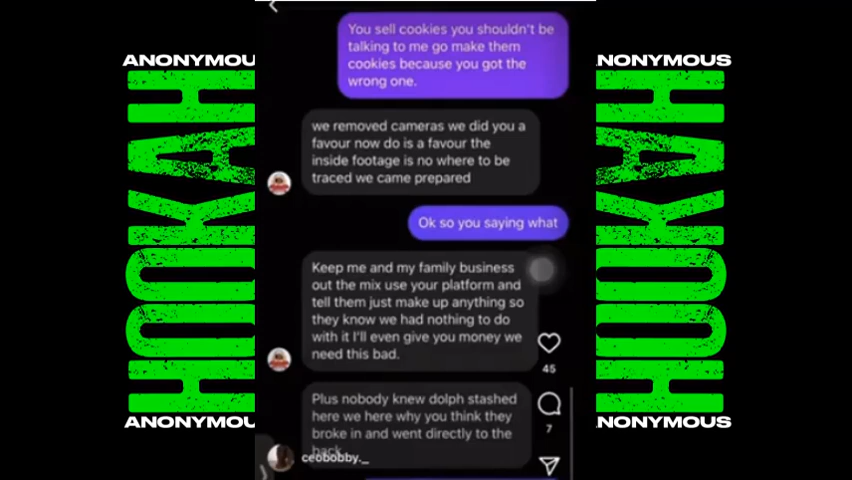 You sell cookies you shouldn't be
talking to me go make them
cookies because you got the
wrong one.
ANONYMOU
NONYMOUS
HOOKAH
HOOKAH
we removed cameras we did you a
favour now do is a favour the
inside footage is no where to be
traced we came prepared
Ok so you saying what
Keep me and my family business
out the mix use your platform and
tell them just make up anything so
they know we had nothing to do
with it I'll even give you money we
need this bad.
45
Plus nobody knew dolph stashed
here we here why you think they
broke in and went directly to the
back
7
ceobobby._
ANONYMOU
NONYMOUS